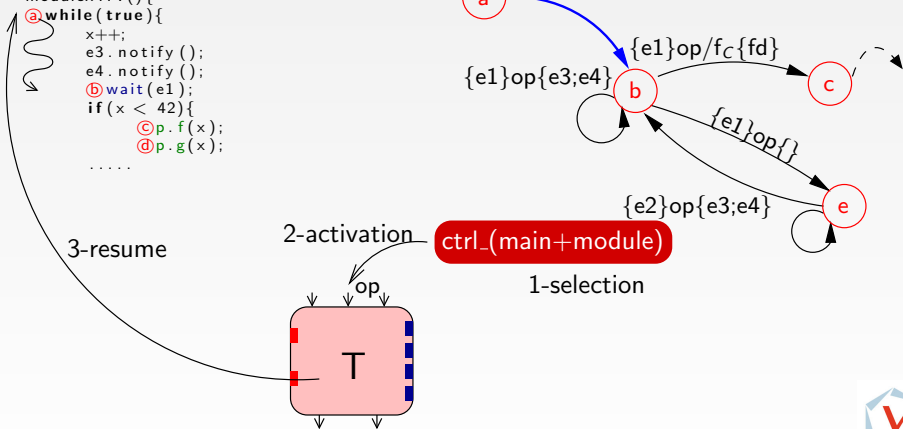 ⓐwhile(true){
x++;
e3.notify();
e4.notify();
ⓑwait(e1);
if(x < 42){
ⓒp.f(x);
ⓓp.g(x);
.....
a
{e1}op/f_C{fd}
{e1}op{e3;e4}
b
c
{e1}op{}
{e2}op{e3;e4}
e
2-activation
ctrl_(main+module)
3-resume
1-selection
op
T